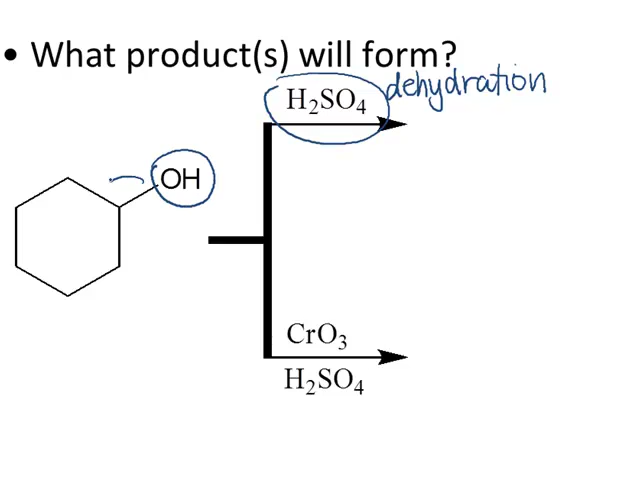 • What product(s) will form?
H₂SO₄ dehydration
OH
CrO₃
H₂SO₄